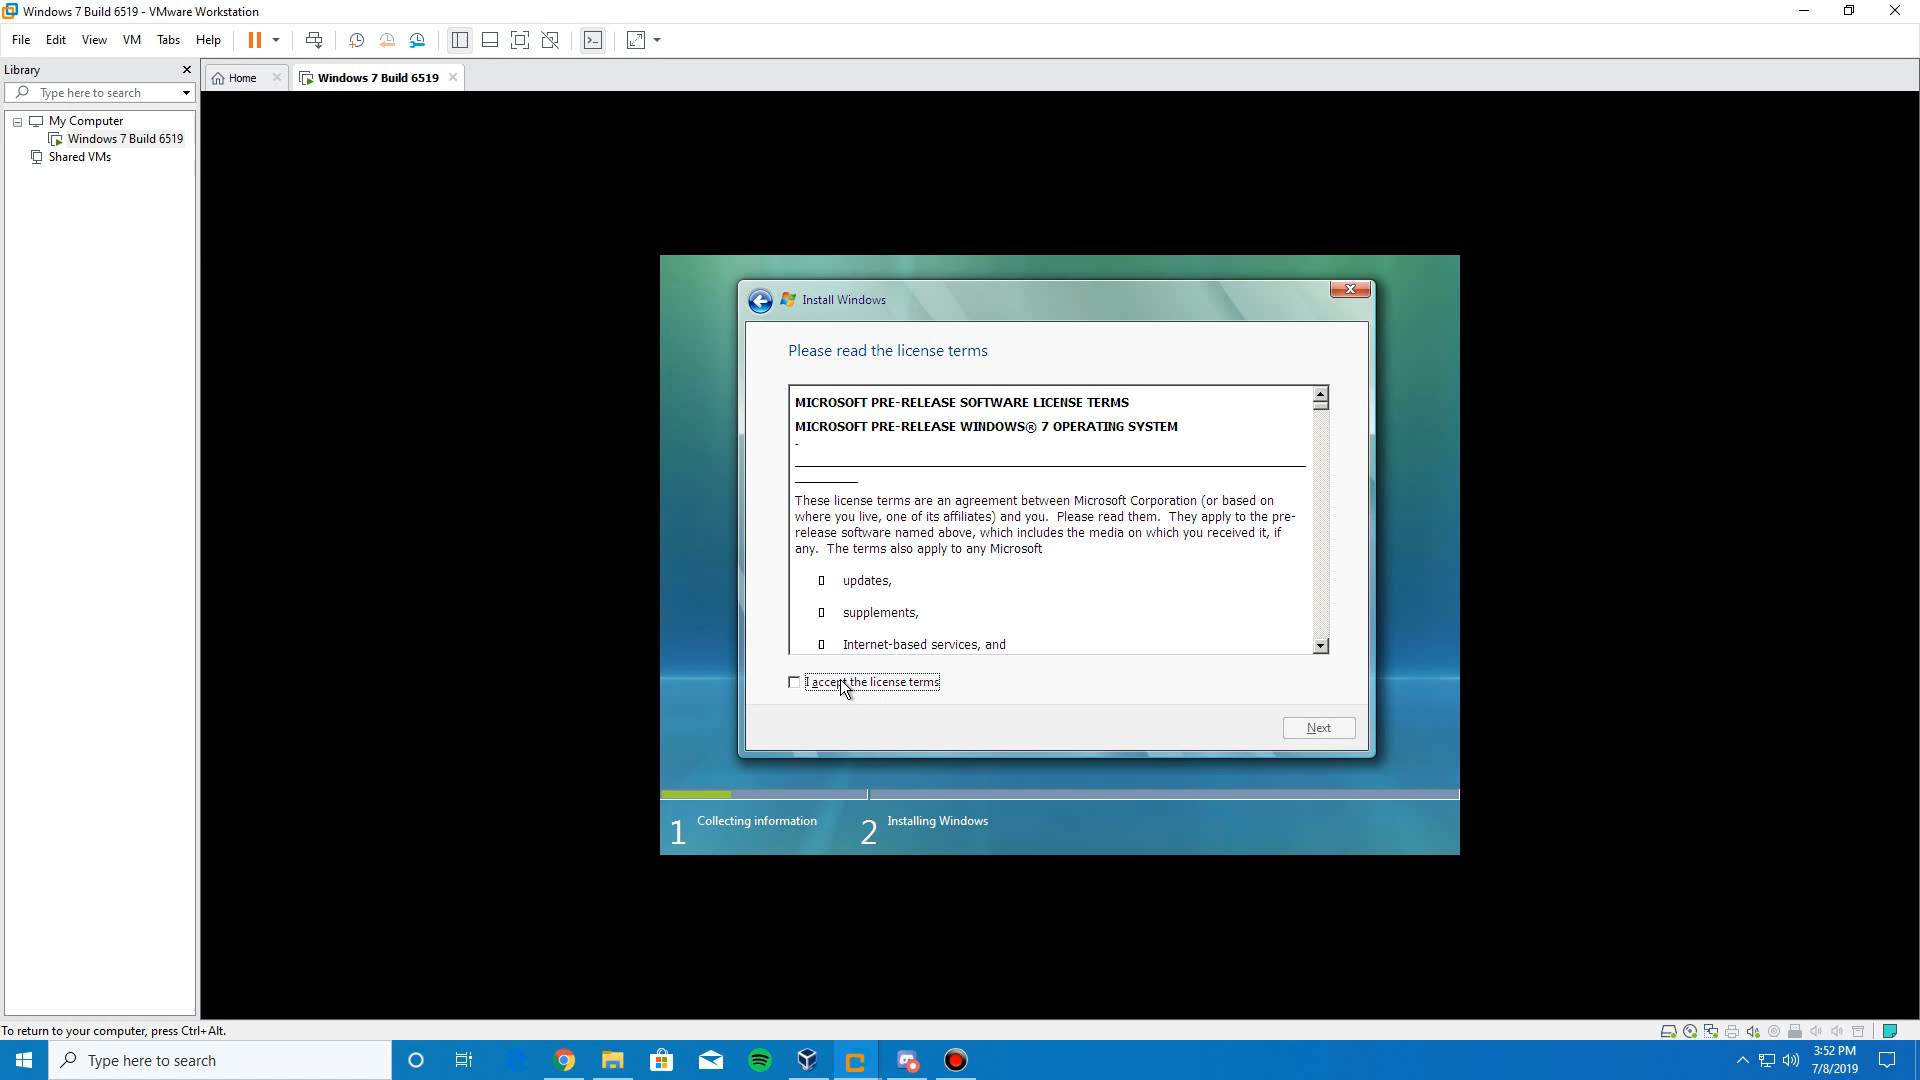 Windows 7 Build 6519 - VMware Workstation
File Edit View VM Tabs Help
Library
Type here to search
My Computer
Windows 7 Build 6519
Shared VMs
Home
Windows 7 Build 6519
Install Windows
Please read the license terms
MICROSOFT PRE-RELEASE SOFTWARE LICENSE TERMS
MICROSOFT PRE-RELEASE WINDOWS® 7 OPERATING SYSTEM
-
These license terms are an agreement between Microsoft Corporation (or based on
where you live, one of its affiliates) and you.  Please read them.  They apply to the pre-
release software named above, which includes the media on which you received it, if
any.  The terms also apply to any Microsoft
updates,
supplements,
Internet-based services, and
I accept the license terms
Next
1 Collecting information
2 Installing Windows
To return to your computer, press Ctrl+Alt.
Type here to search
3:52 PM
7/8/2019